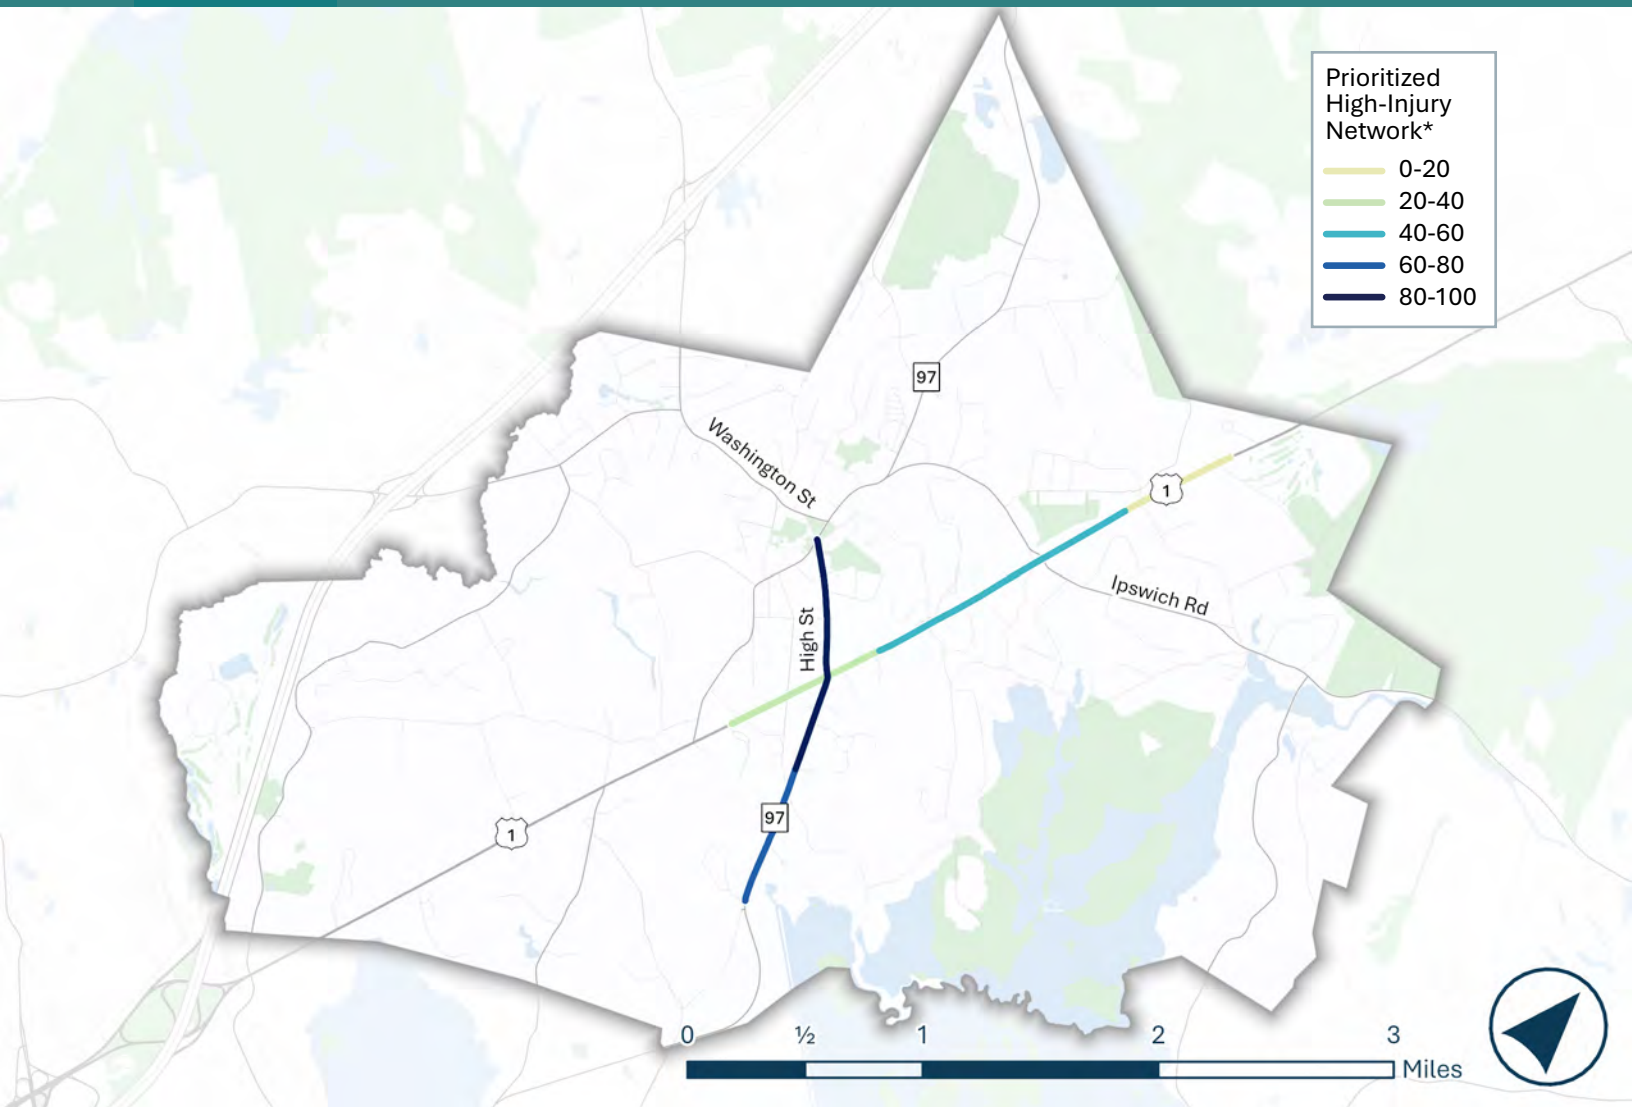 Prioritized
High-Injury
Network*
0-20
20-40
40-60
60-80
80-100
97
Washington St
1
Ipswich Rd
High St
97
1
0 ½ 1 2 3
Miles